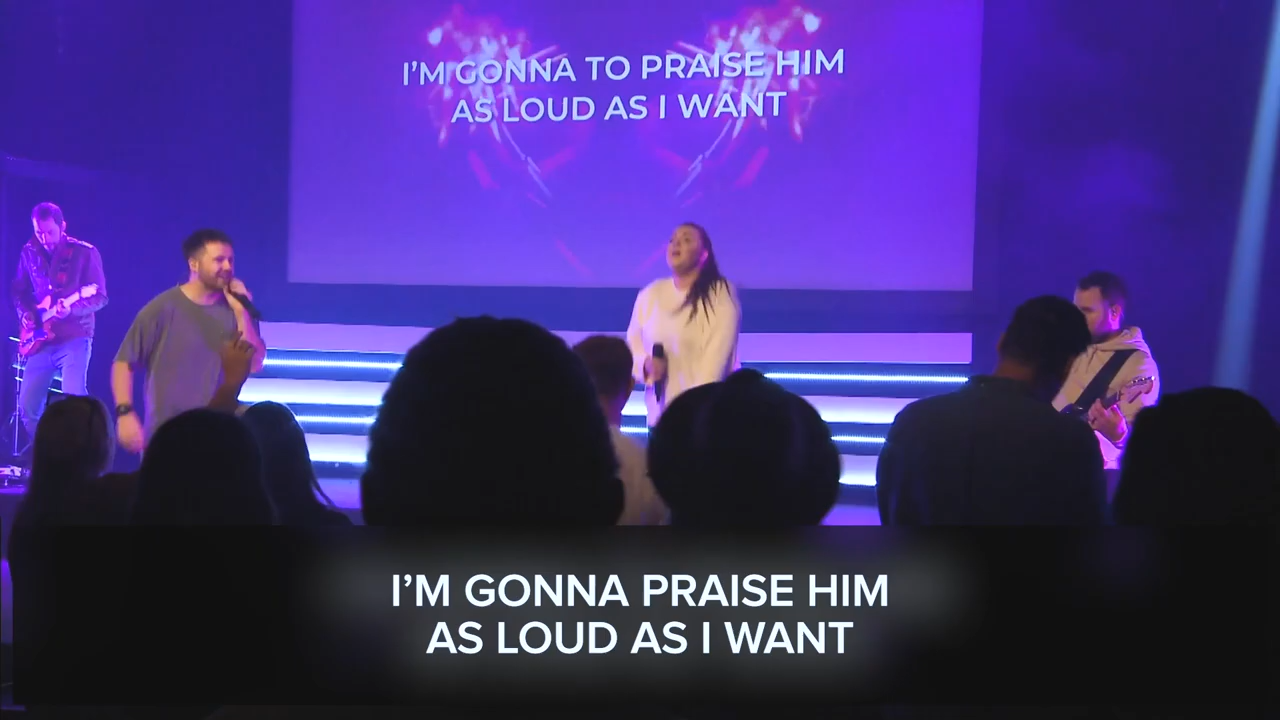 I'M GONNA TO PRAISE HIM
AS LOUD AS I WANT
I'M GONNA PRAISE HIM
AS LOUD AS I WANT